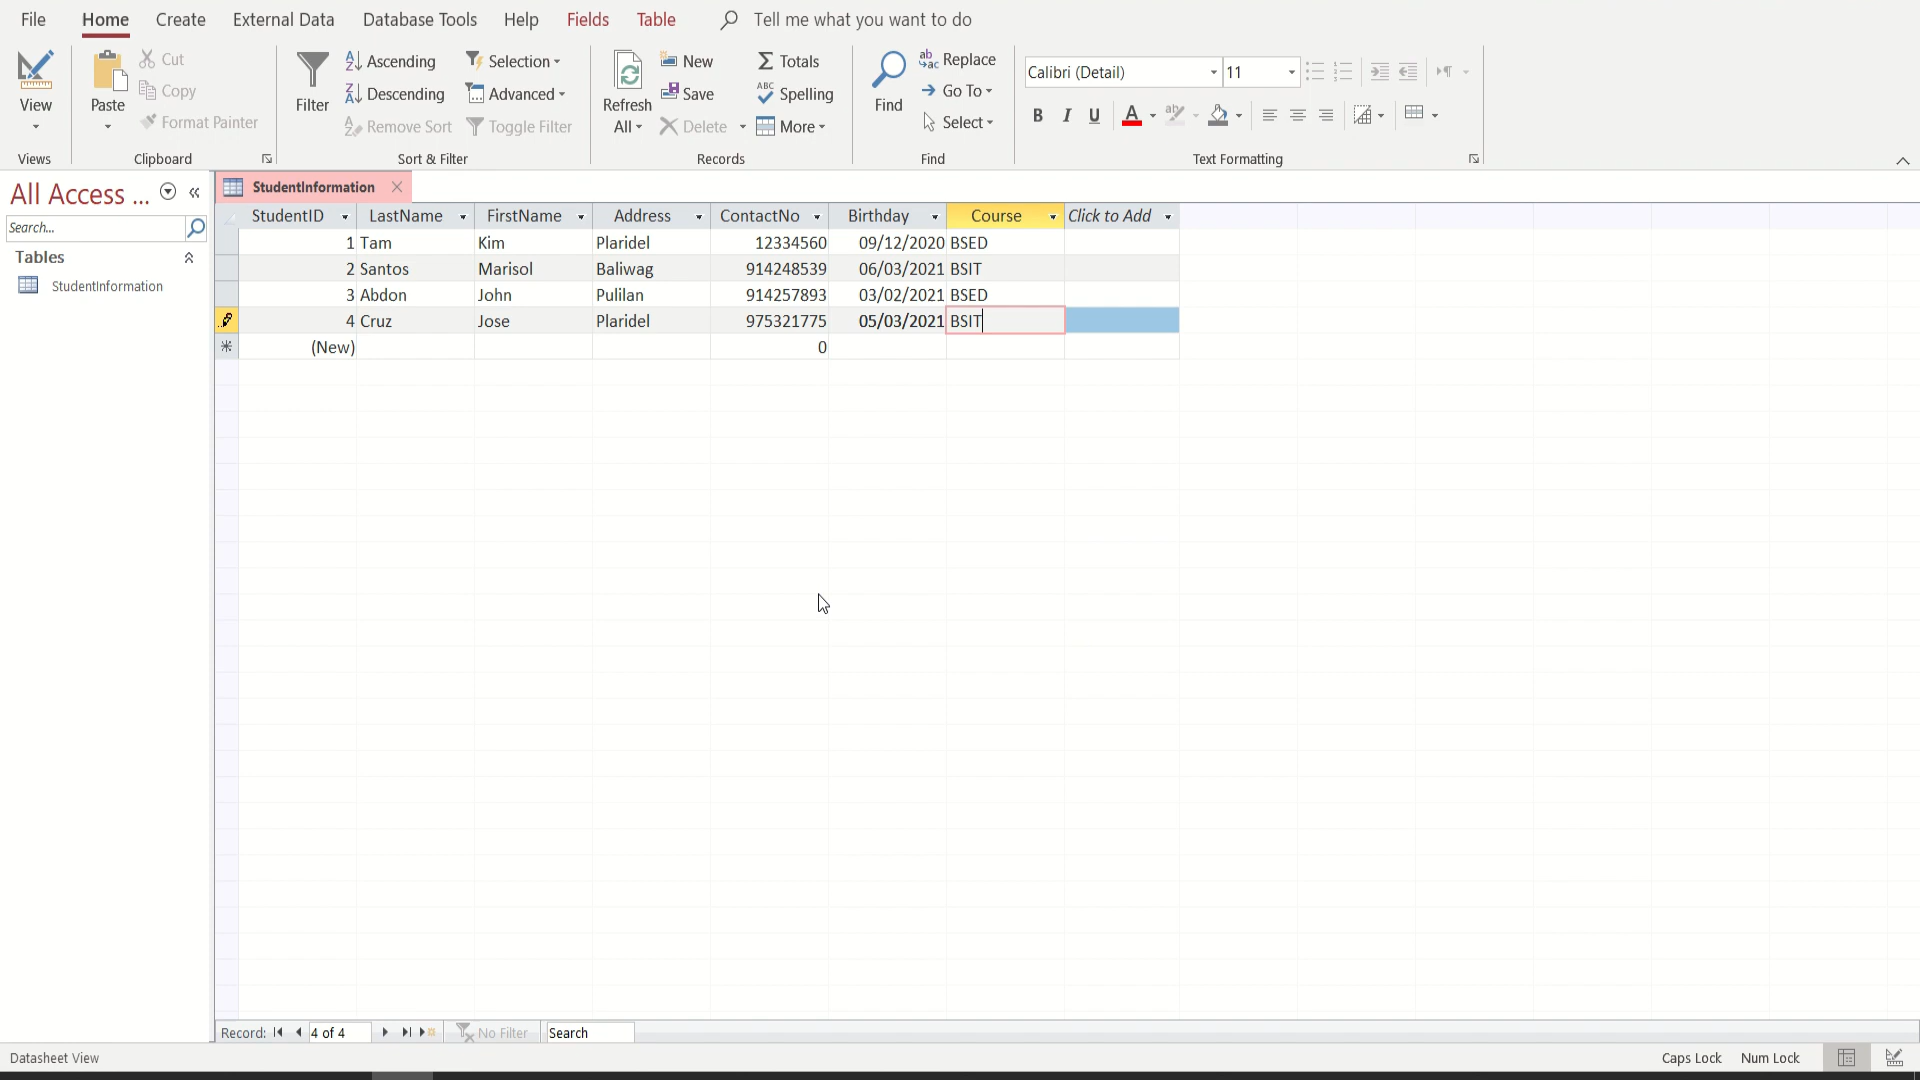 File Home Create External Data Database Tools Help Fields Table Tell me what you want to do
View
Views
Paste
Cut
Copy
Format Painter
Clipboard
Filter
Ascending
Descending
Remove Sort
Selection
Advanced
Toggle Filter
Sort & Filter
Refresh
All
New
Save
Delete
Totals
Spelling
More
Records
Find
Replace
Go To
Select
Find
Calibri (Detail) 11
B I U A
Text Formatting
All Access ...
Search...
Tables
StudentInformation
StudentInformation
StudentID LastName FirstName Address ContactNo Birthday Course Click to Add
1 Tam Kim Plaridel 12334560 09/12/2020 BSED
2 Santos Marisol Baliwag 914248539 06/03/2021 BSIT
3 Abdon John Pulilan 914257893 03/02/2021 BSED
4 Cruz Jose Plaridel 975321775 05/03/2021 BSIT
(New) 0
Record: 4 of 4 No Filter Search
Datasheet View Caps Lock Num Lock